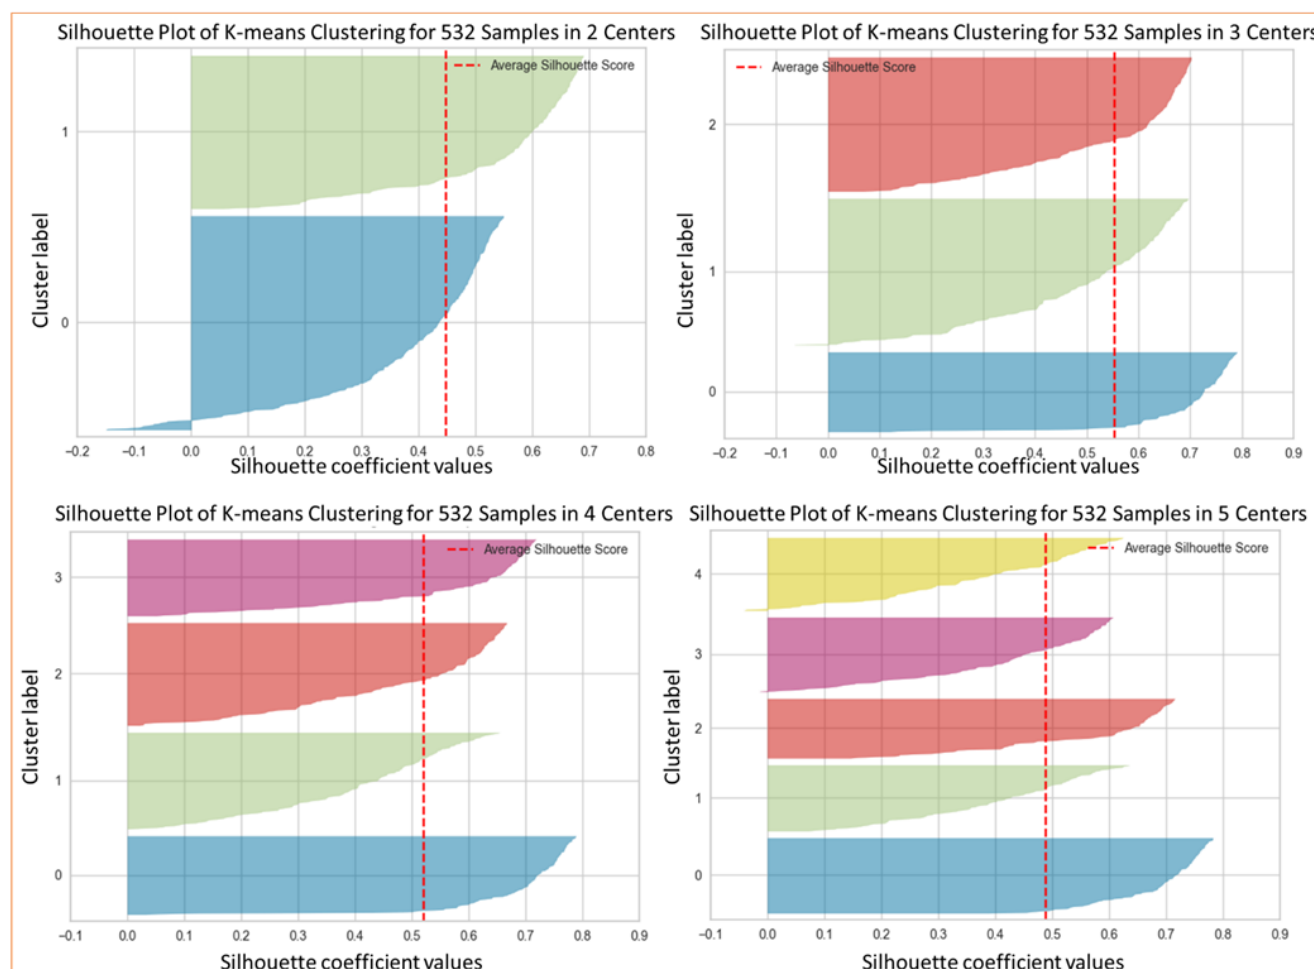 Silhouette Plot of K-means Clustering for 532 Samples in 2 Centers
Average Silhouette Score
1
0
Cluster label
−0.2 −0.1 0.0 0.1 0.2 0.3 0.4 0.5 0.6 0.7 0.8
Silhouette coefficient values
Silhouette Plot of K-means Clustering for 532 Samples in 3 Centers
Average Silhouette Score
2
1
0
Cluster label
−0.2 −0.1 0.0 0.1 0.2 0.3 0.4 0.5 0.6 0.7 0.8 0.9
Silhouette coefficient values
Silhouette Plot of K-means Clustering for 532 Samples in 4 Centers
Average Silhouette Score
3
2
1
0
Cluster label
−0.1 0.0 0.1 0.2 0.3 0.4 0.5 0.6 0.7 0.8 0.9
Silhouette coefficient values
Silhouette Plot of K-means Clustering for 532 Samples in 5 Centers
Average Silhouette Score
4
3
2
1
0
Cluster label
−0.1 0.0 0.1 0.2 0.3 0.4 0.5 0.6 0.7 0.8 0.9
Silhouette coefficient values